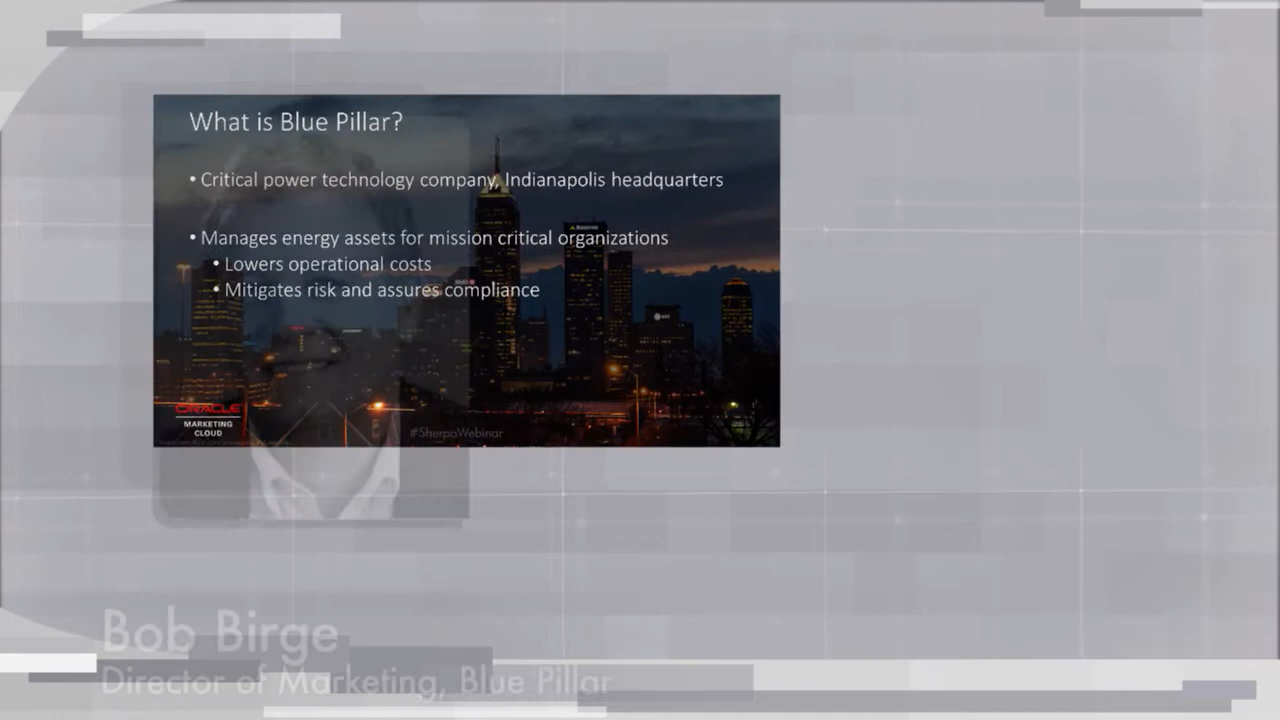 What is Blue Pillar?
• Critical power technology company, Indianapolis headquarters
• Manages energy assets for mission critical organizations
• Lowers operational costs
• Mitigates risk and assures compliance
ORACLE
MARKETING
CLOUD
#SherpaWebinar
Bob Birge
Director of Marketing, Blue Pillar